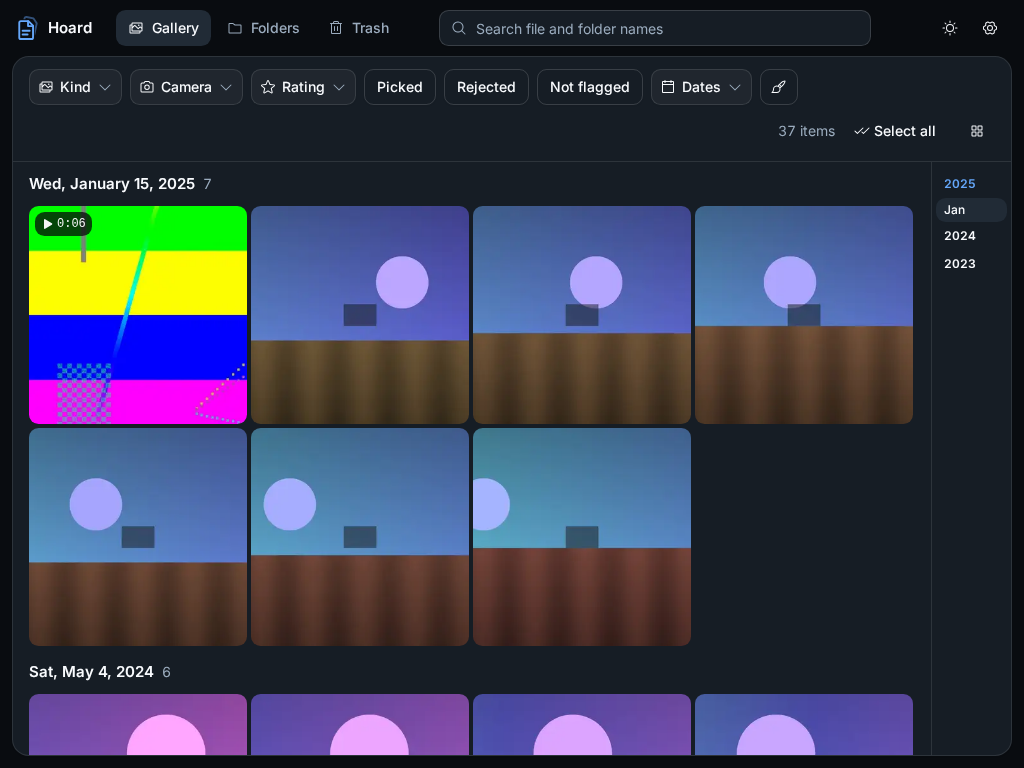 Hoard
Gallery
Folders
Trash
Search file and folder names
Kind
Camera
Rating
Picked
Rejected
Not flagged
Dates
37 items
Select all
Wed, January 15, 2025 7
0:06
2025
Jan
2024
2023
Sat, May 4, 2024 6